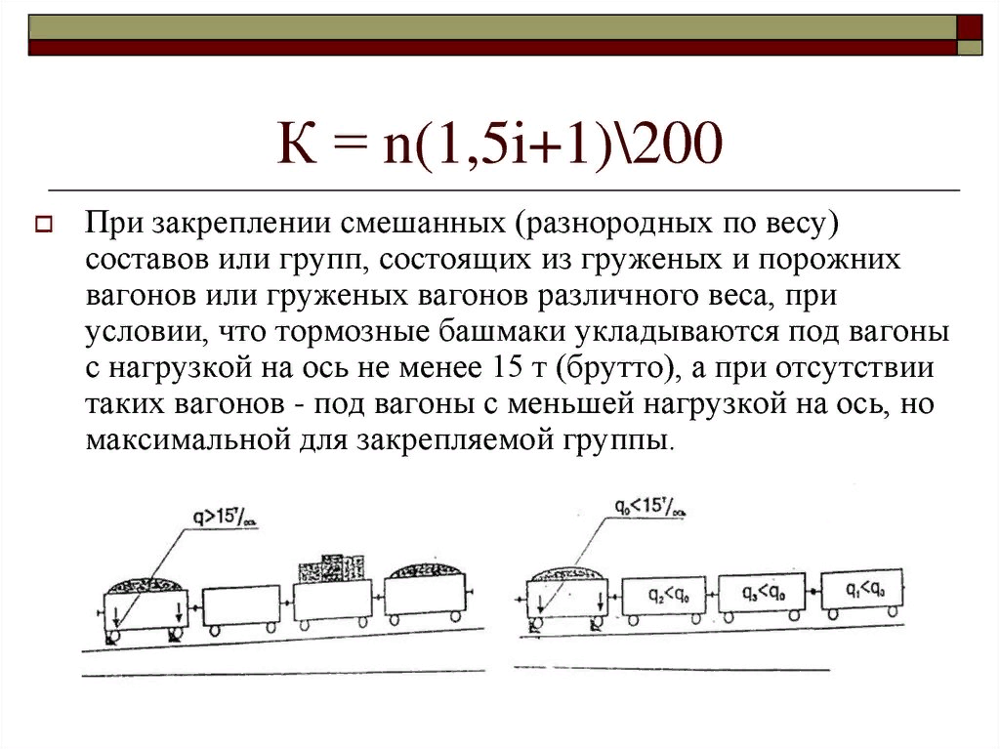 К = n(1,5i+1)\200
При закреплении смешанных (разнородных по весу)
составов или групп, состоящих из груженых и порожних
вагонов или груженых вагонов различного веса, при
условии, что тормозные башмаки укладываются под вагоны
с нагрузкой на ось не менее 15 т (брутто), а при отсутствии
таких вагонов - под вагоны с меньшей нагрузкой на ось, но
максимальной для закрепляемой группы.
q>15т/ось
q₀<15т/ось
q₂<q₀
q₃<q₀
q₁<q₀